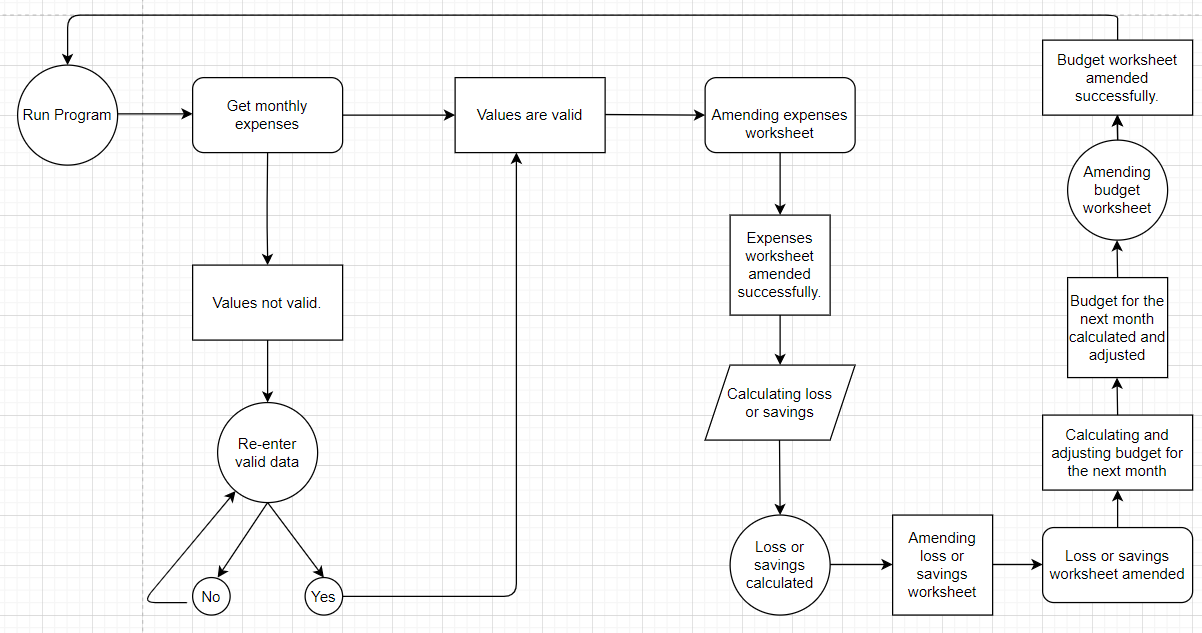 Run Program
Get monthly
expenses
Values are valid
Amending expenses
worksheet
Budget worksheet
amended
successfully.
Amending
budget
worksheet
Expenses
worksheet
amended
successfully.
Values not valid.
Budget for the
next month
calculated and
adjusted
Calculating loss
or savings
Re-enter
valid data
Calculating and
adjusting budget for
the next month
No
Yes
Loss or
savings
calculated
Amending
loss or
savings
worksheet
Loss or savings
worksheet amended